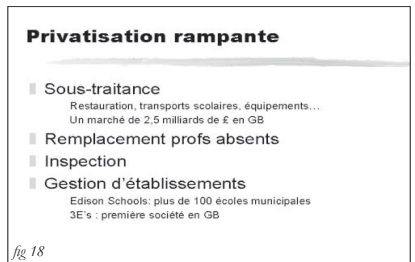 Privatisation rampante
Sous-traitance
Restauration, transports scolaires, équipements…
Un marché de 2,5 milliards de £ en GB
Remplacement profs absents
Inspection
Gestion d'établissements
Edison Schools: plus de 100 écoles municipales
3E's : première société en GB
fig 18